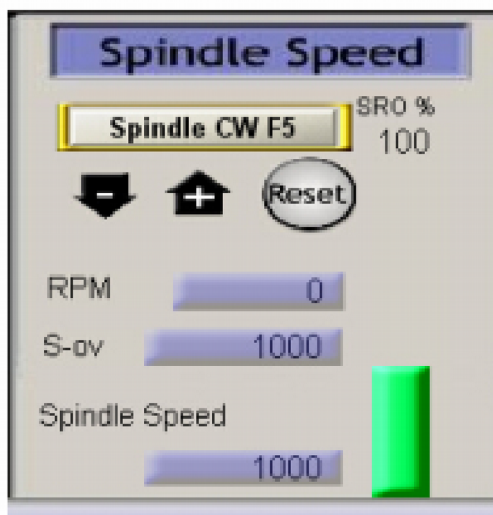 Spindle Speed
SRO %
Spindle CW F5
100
- + Reset
RPM 0
S-ov 1000
Spindle Speed
1000